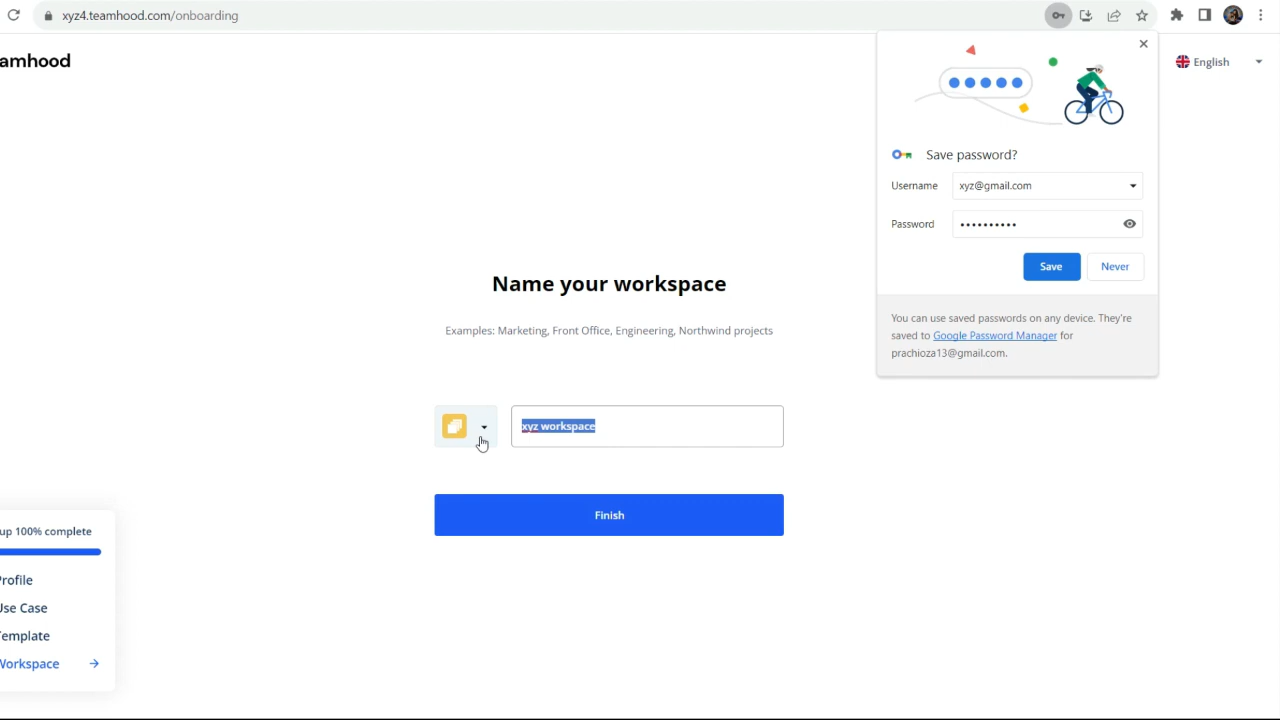 xyz4.teamhood.com/onboarding
amhood
English
Save password?
Username xyz@gmail.com
Password ••••••••••
Save Never
You can use saved passwords on any device. They're
saved to Google Password Manager for
prachioza13@gmail.com.
Name your workspace
Examples: Marketing, Front Office, Engineering, Northwind projects
xyz workspace
Finish
up 100% complete
Profile
Use Case
Template
Workspace